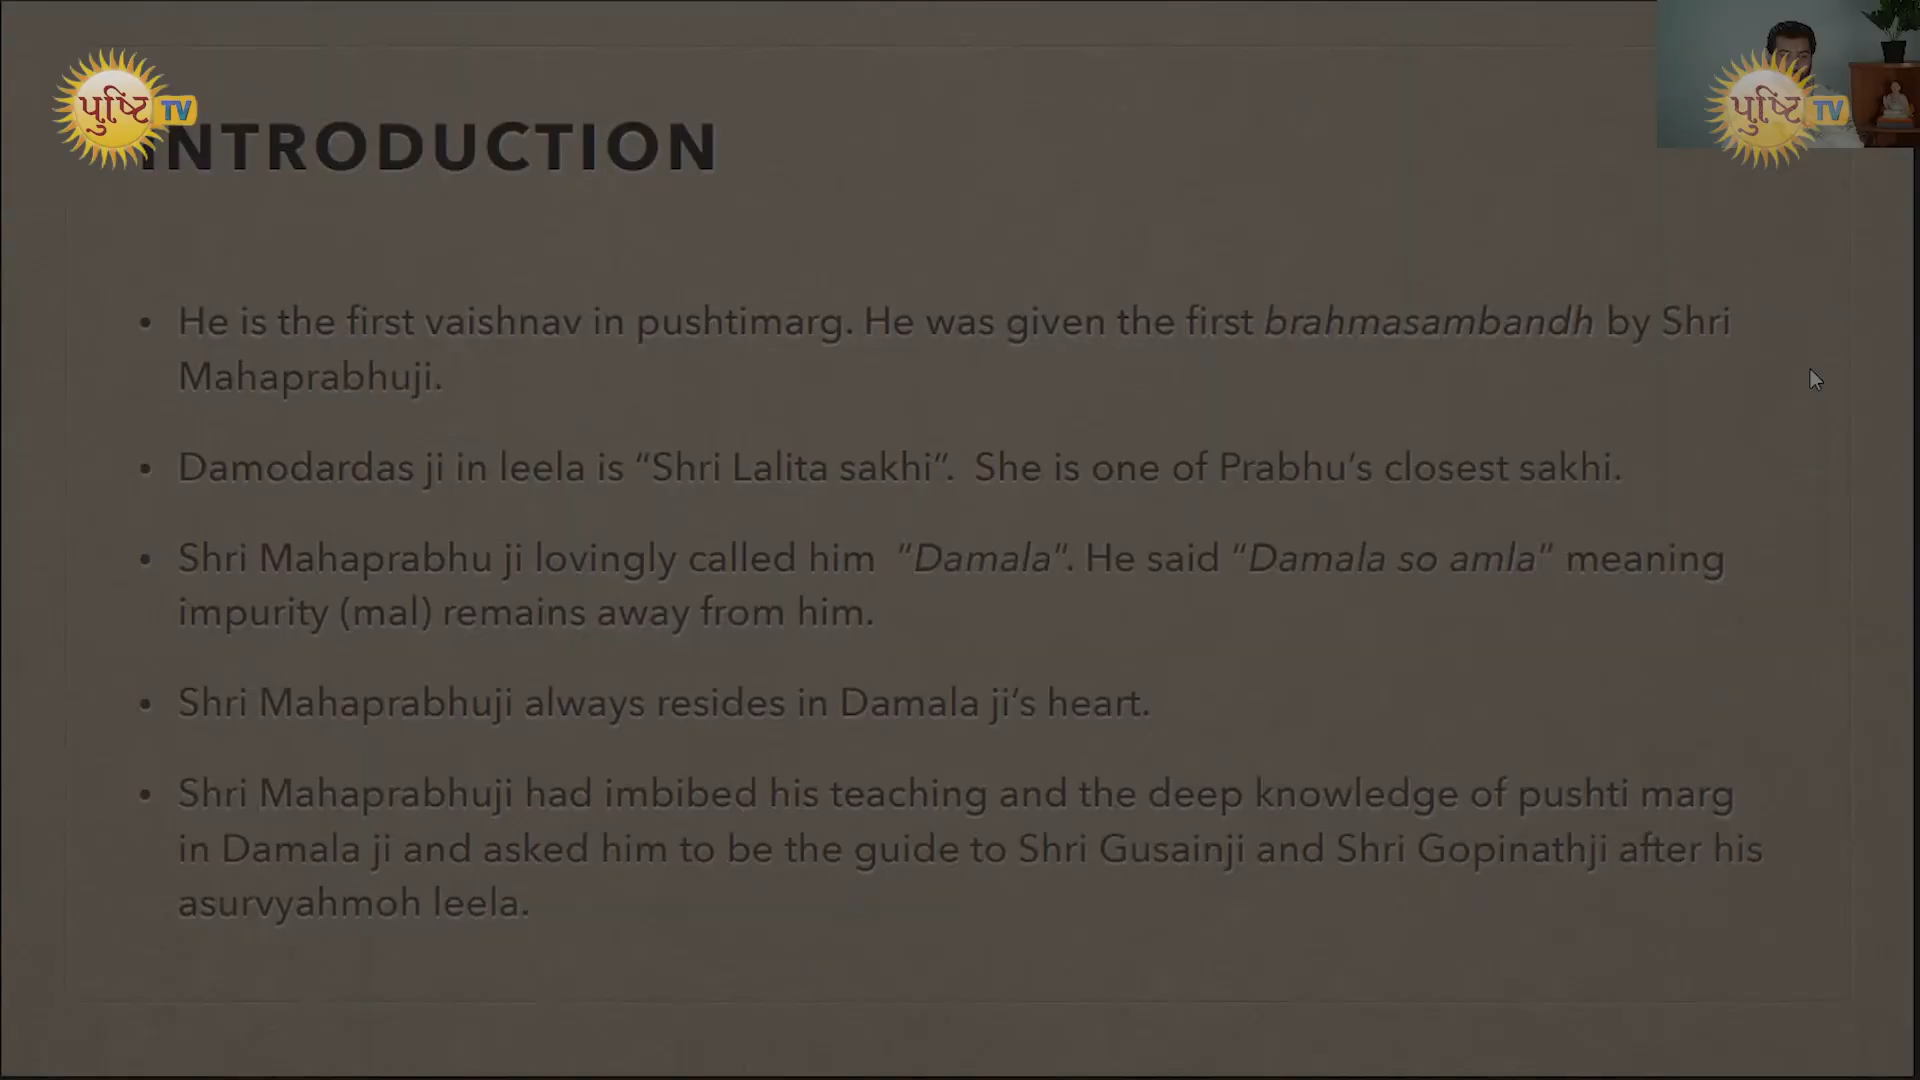 પુષ્ટિ TV
પુષ્ટિ TV
INTRODUCTION
• He is the first vaishnav in pushtimarg. He was given the first brahmasambandh by Shri
Mahaprabhuji.
• Damodardas ji in leela is “Shri Lalita sakhi”.  She is one of Prabhu’s closest sakhi.
• Shri Mahaprabhu ji lovingly called him  “Damala”. He said “Damala so amla” meaning
impurity (mal) remains away from him.
• Shri Mahaprabhuji always resides in Damala ji’s heart.
• Shri Mahaprabhuji had imbibed his teaching and the deep knowledge of pushti marg
in Damala ji and asked him to be the guide to Shri Gusainji and Shri Gopinathji after his
asurvyahmoh leela.